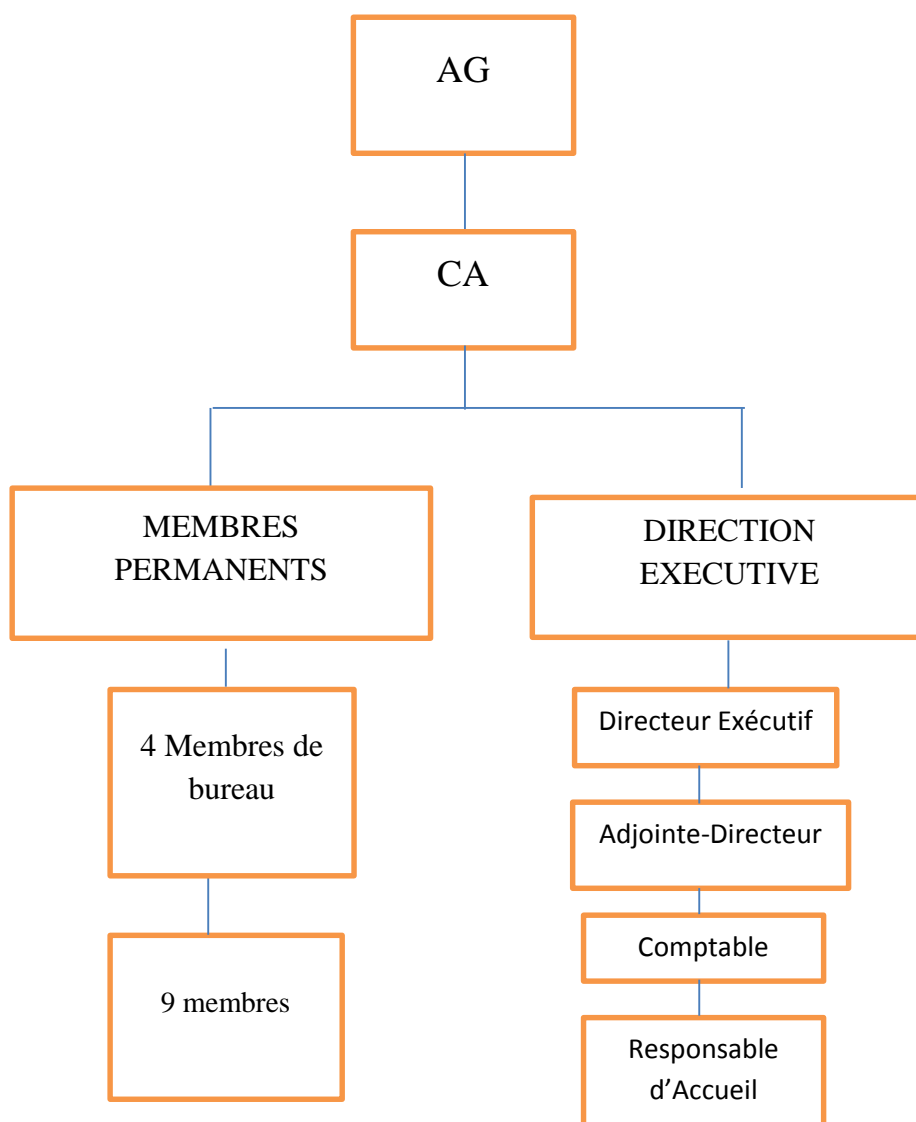 AG
CA
MEMBRES
PERMANENTS
DIRECTION
EXECUTIVE
4 Membres de
bureau
9 membres
Directeur Exécutif
Adjointe-Directeur
Comptable
Responsable
d’Accueil